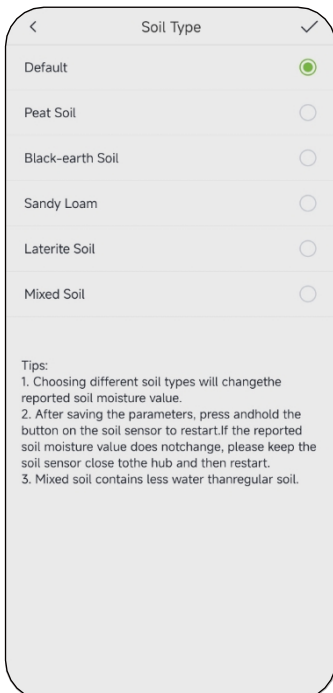 Soil Type
Default
Peat Soil
Black-earth Soil
Sandy Loam
Laterite Soil
Mixed Soil
Tips:
1. Choosing different soil types will changethe
reported soil moisture value.
2. After saving the parameters, press andhold the
button on the soil sensor to restart.If the reported
soil moisture value does notchange, please keep the
soil sensor close tothe hub and then restart.
3. Mixed soil contains less water thanregular soil.